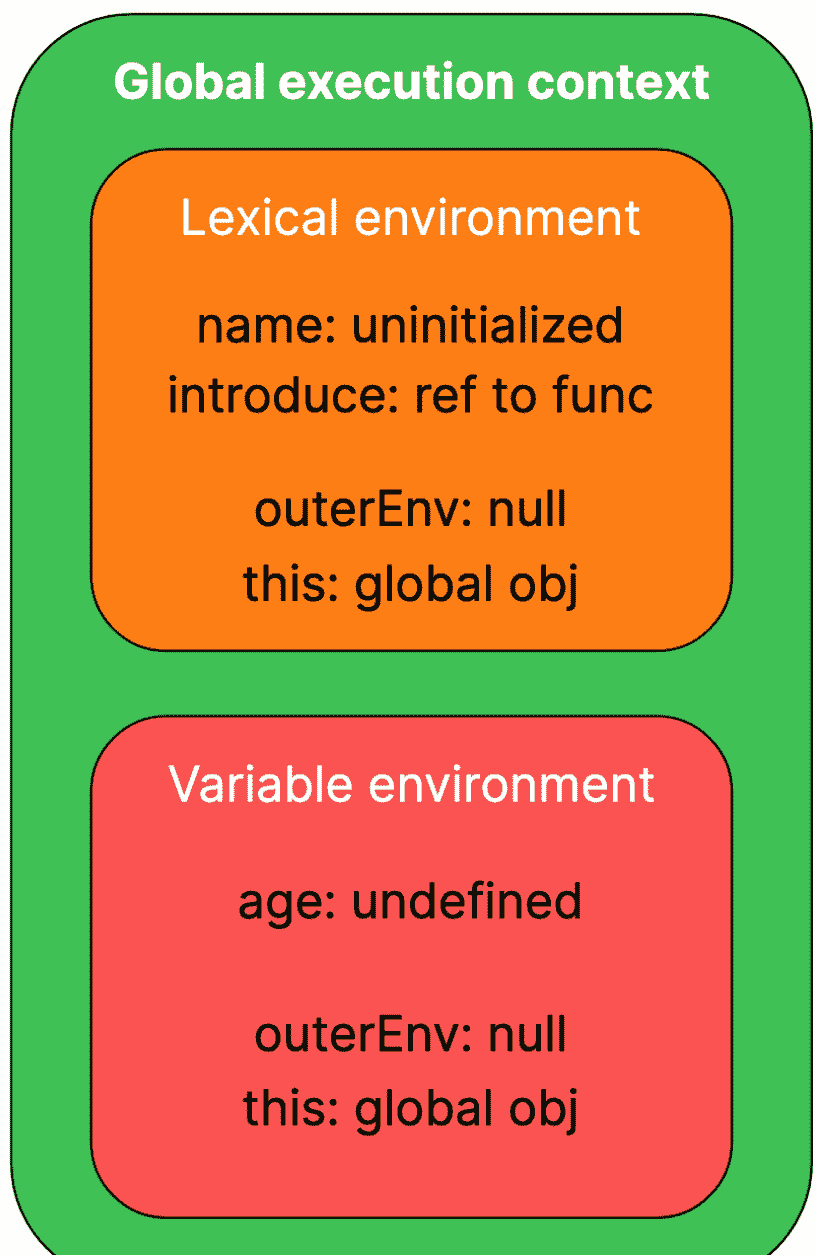 Global execution context
Lexical environment
name: uninitialized
introduce: ref to func
outerEnv: null
this: global obj
Variable environment
age: undefined
outerEnv: null
this: global obj